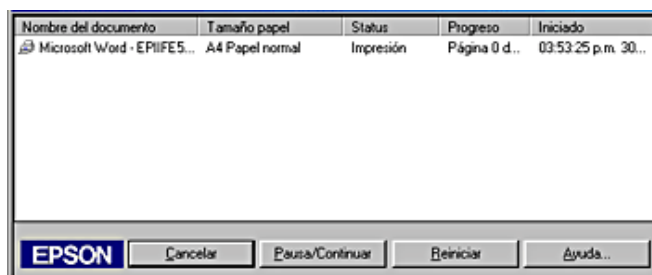 Nombre del documento Tamaño papel Status Progreso Iniciado
Microsoft Word - EPIIFE5... A4 Papel normal Impresión Página 0 d... 03:53:25 p.m. 30...
EPSON Cancelar Pausa/Continuar Reiniciar Ayuda...